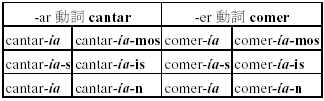 -ar 動詞 cantar -er 動詞 comer
cantar-ía cantar-ía-mos comer-ía comer-ía-mos
cantar-ía-s cantar-ía-is comer-ía-s comer-ía-is
cantar-ía cantar-ía-n comer-ía comer-ía-n